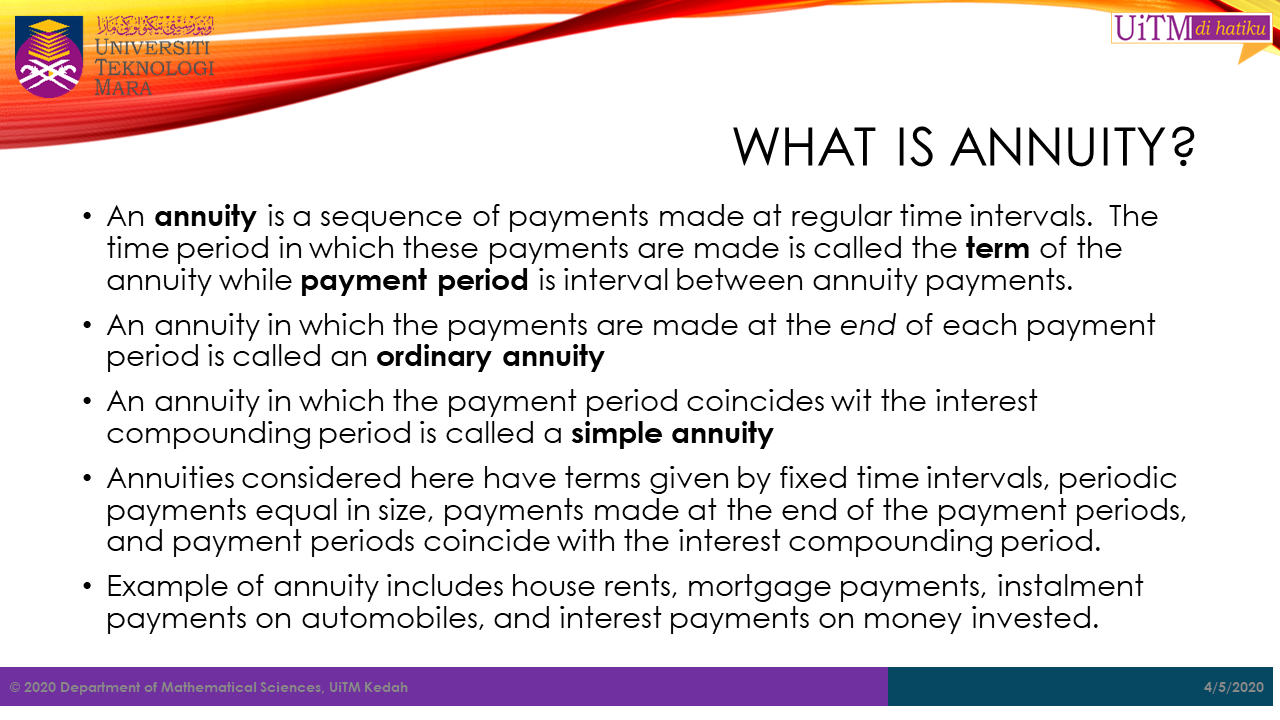 اونيۏرسيتي تيكنولوݢي مارا
UNIVERSITI
TEKNOLOGI
MARA
UiTM di hatiku
WHAT IS ANNUITY?
• An annuity is a sequence of payments made at regular time intervals. The
time period in which these payments are made is called the term of the
annuity while payment period is interval between annuity payments.
• An annuity in which the payments are made at the end of each payment
period is called an ordinary annuity
• An annuity in which the payment period coincides wit the interest
compounding period is called a simple annuity
• Annuities considered here have terms given by fixed time intervals, periodic
payments equal in size, payments made at the end of the payment periods,
and payment periods coincide with the interest compounding period.
• Example of annuity includes house rents, mortgage payments, instalment
payments on automobiles, and interest payments on money invested.
© 2020 Department of Mathematical Sciences, UiTM Kedah
4/5/2020